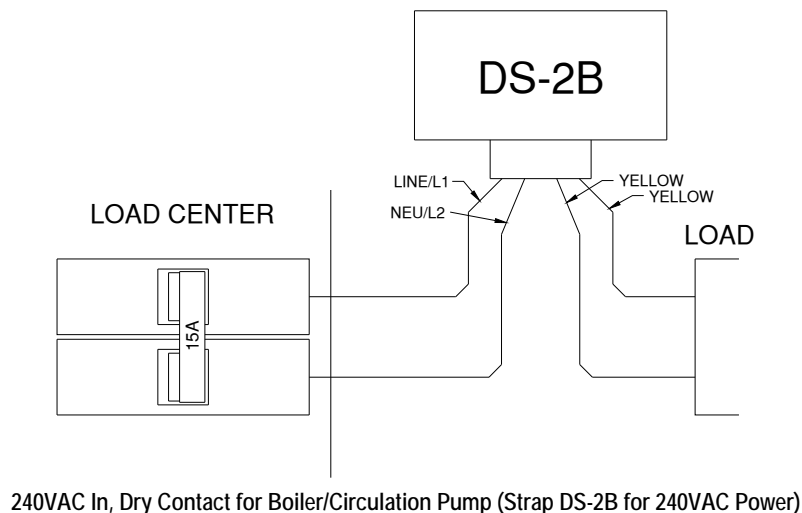 DS-2B
LINE/L1
YELLOW
YELLOW
NEU/L2
LOAD CENTER
LOAD
15A
240VAC In, Dry Contact for Boiler/Circulation Pump (Strap DS-2B for 240VAC Power)